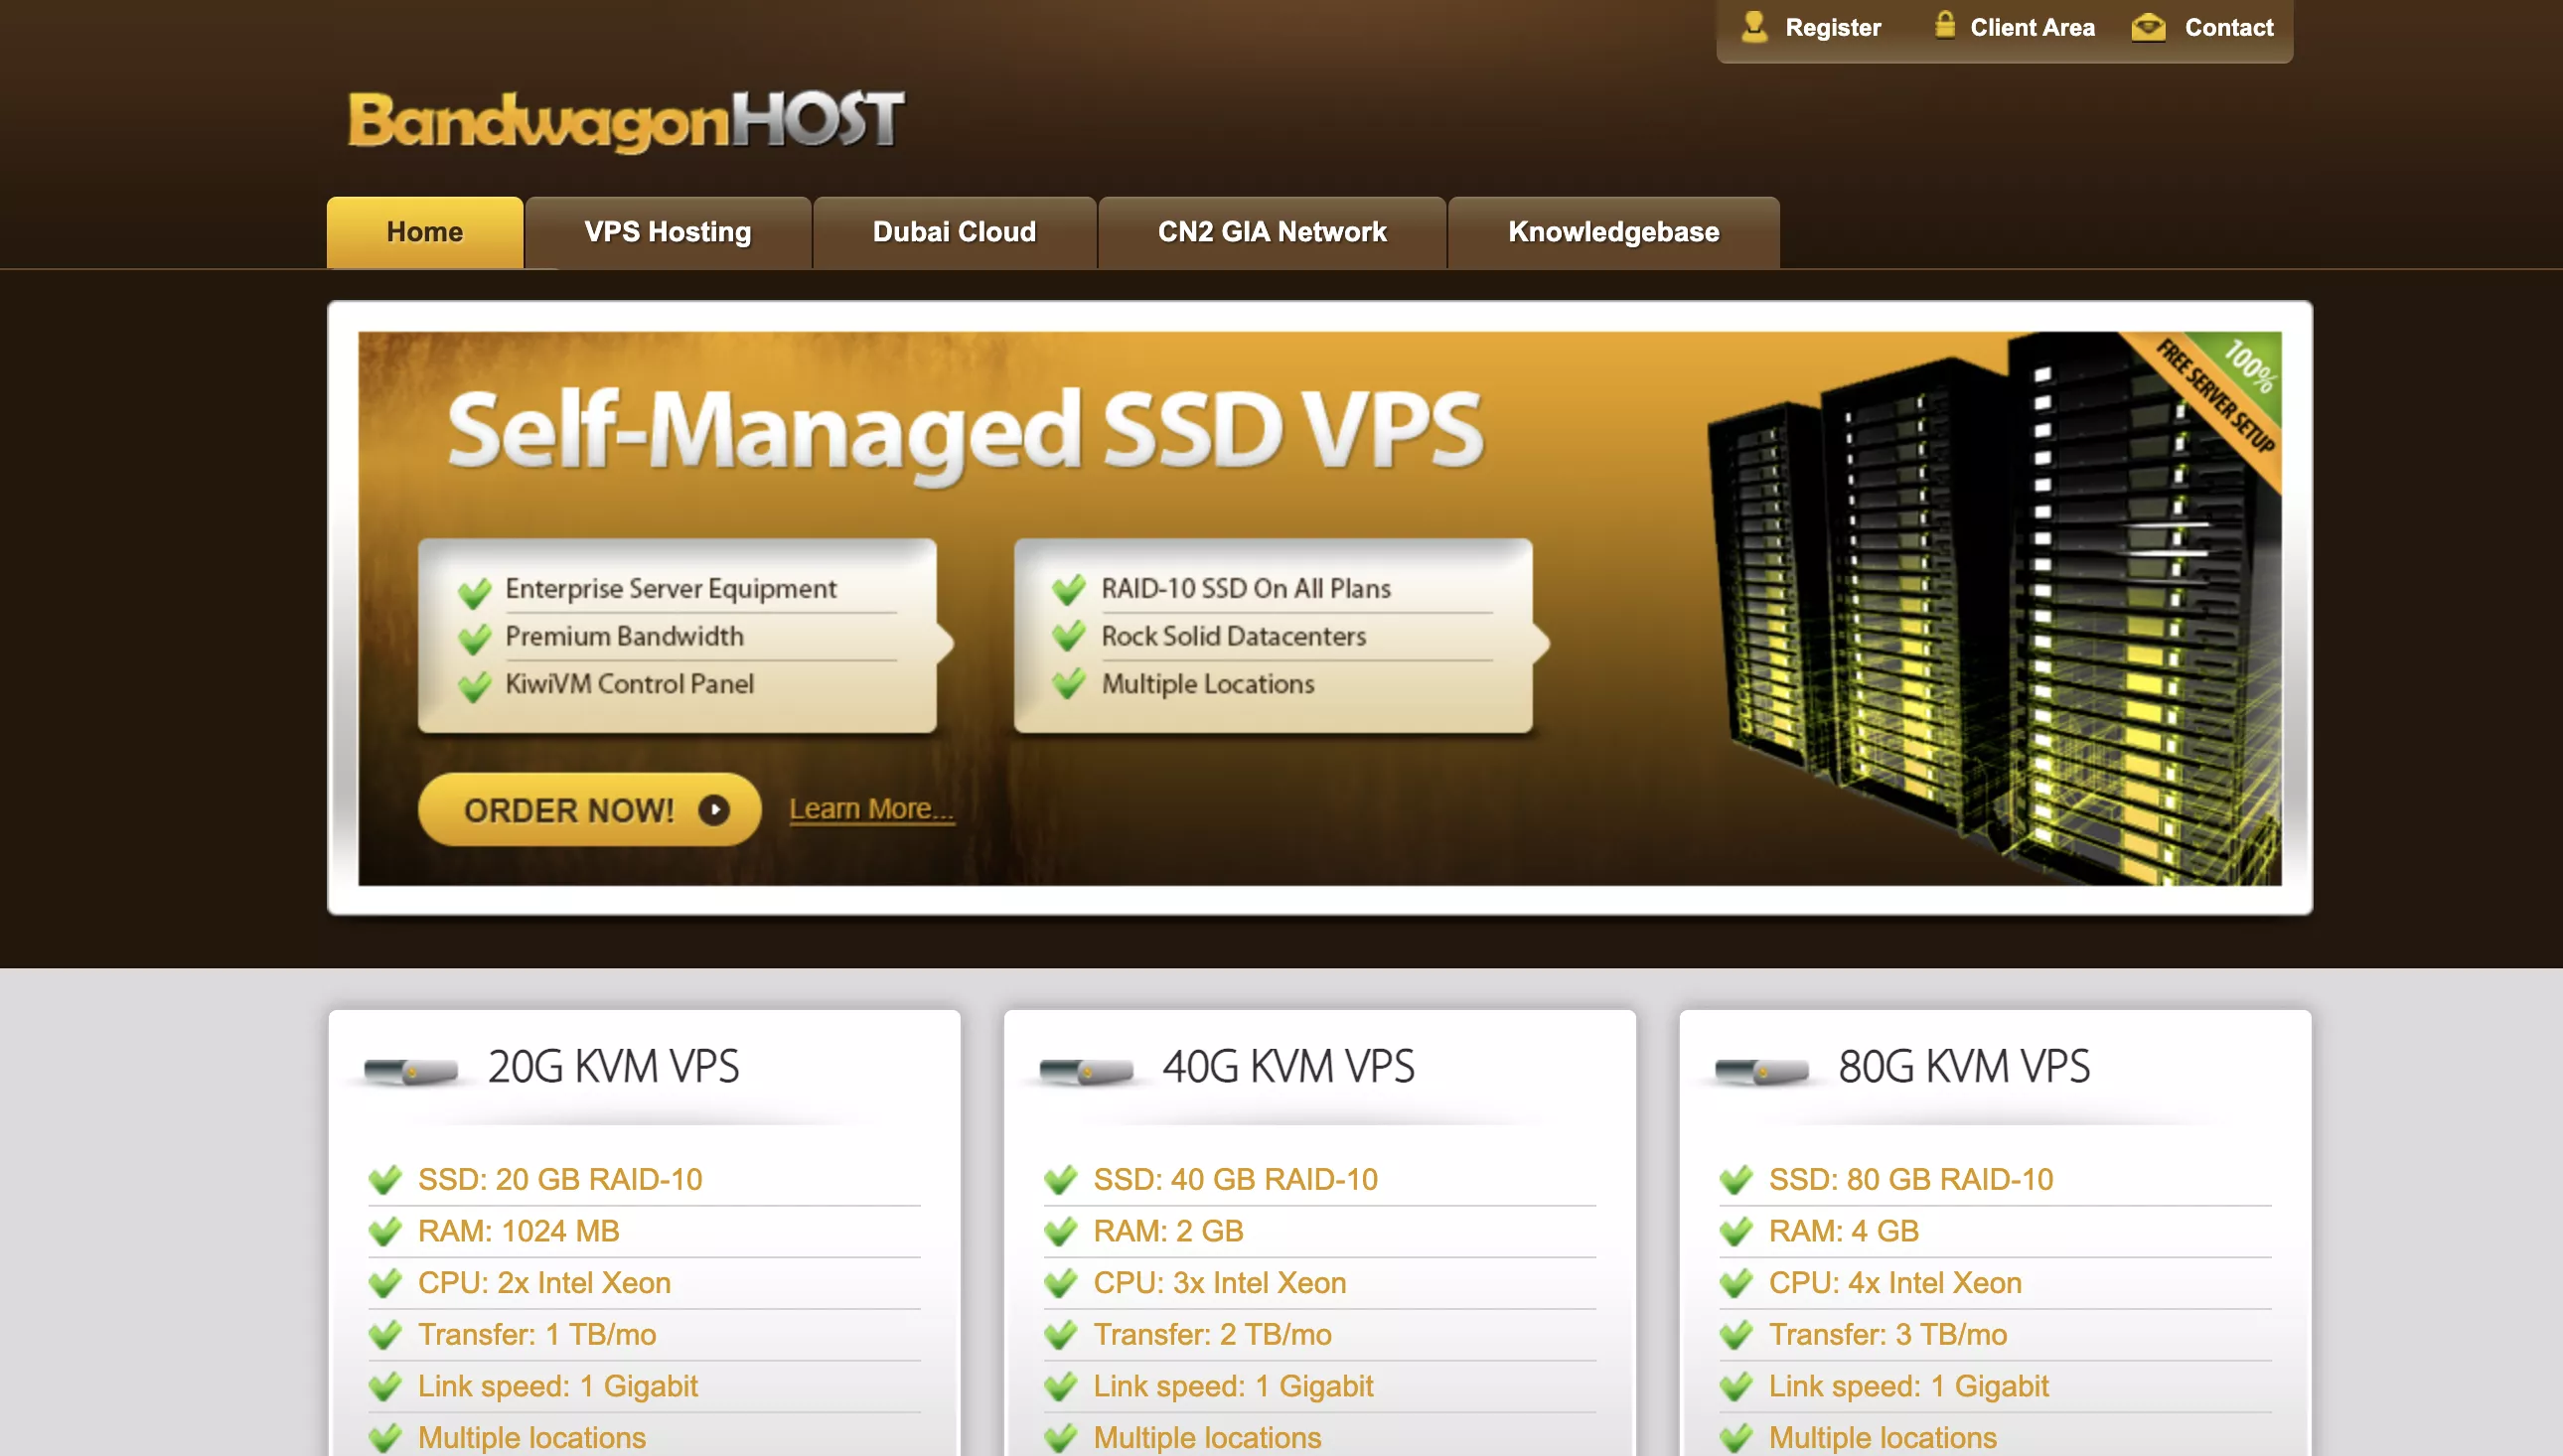 Register Client Area Contact
BandwagonHOST
Home VPS Hosting Dubai Cloud CN2 GIA Network Knowledgebase
100%
FREE SERVER SETUP
Self-Managed SSD VPS
Enterprise Server Equipment
Premium Bandwidth
KiwiVM Control Panel
RAID-10 SSD On All Plans
Rock Solid Datacenters
Multiple Locations
ORDER NOW! Learn More...
20G KVM VPS
SSD: 20 GB RAID-10
RAM: 1024 MB
CPU: 2x Intel Xeon
Transfer: 1 TB/mo
Link speed: 1 Gigabit
Multiple locations
40G KVM VPS
SSD: 40 GB RAID-10
RAM: 2 GB
CPU: 3x Intel Xeon
Transfer: 2 TB/mo
Link speed: 1 Gigabit
Multiple locations
80G KVM VPS
SSD: 80 GB RAID-10
RAM: 4 GB
CPU: 4x Intel Xeon
Transfer: 3 TB/mo
Link speed: 1 Gigabit
Multiple locations